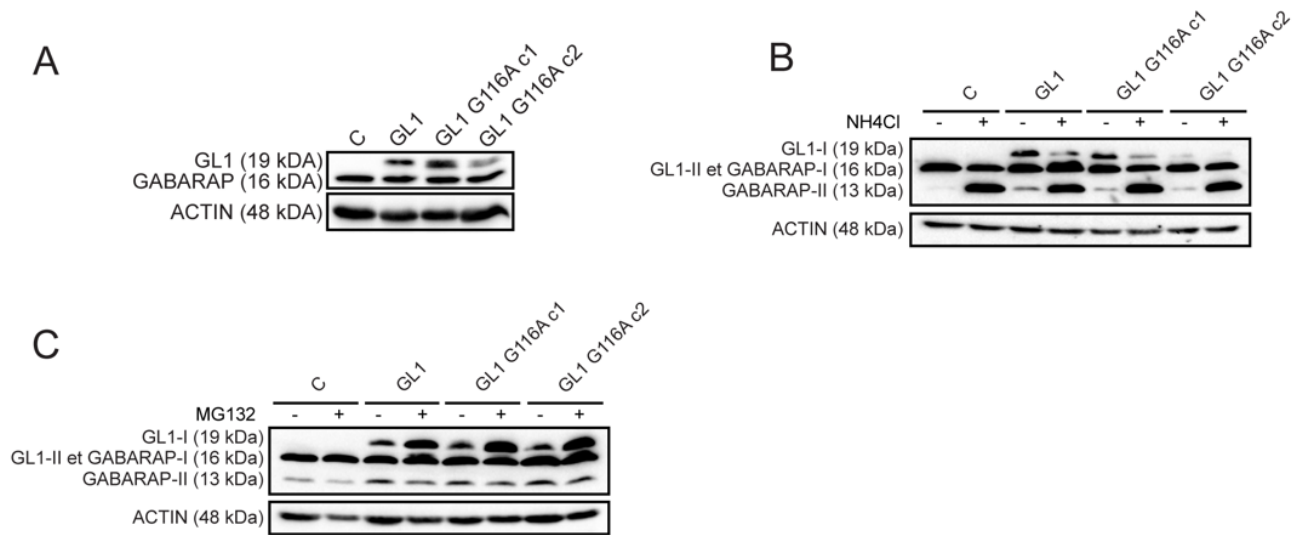 A
C
GL1
GL1 G116A c1
GL1 G116A c2
GL1 (19 kDA)
GABARAP (16 kDA)
ACTIN (48 kDA)
B
C
GL1
GL1 G116A c1
GL1 G116A c2
NH4Cl - + - + - + - +
GL1-I (19 kDa)
GL1-II et GABARAP-I (16 kDa)
GABARAP-II (13 kDa)
ACTIN (48 kDa)
C
C
GL1
GL1 G116A c1
GL1 G116A c2
MG132 - + - + - + - +
GL1-I (19 kDa)
GL1-II et GABARAP-I (16 kDa)
GABARAP-II (13 kDa)
ACTIN (48 kDa)